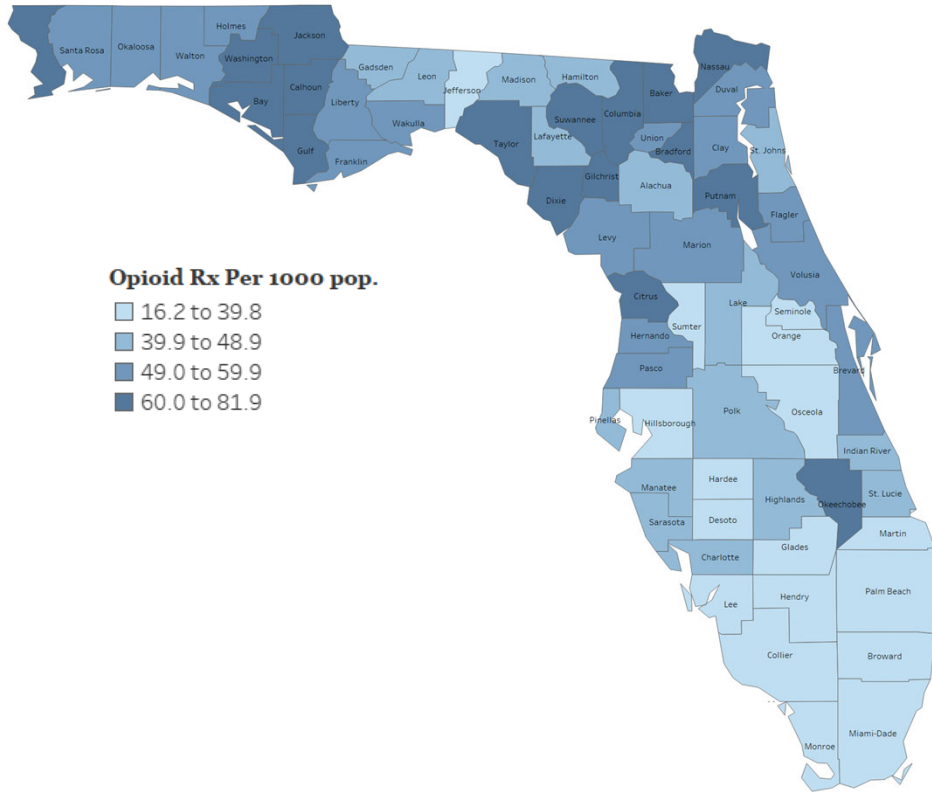 Holmes
Jackson
Santa Rosa
Okaloosa
Walton
Washington
Bay
Calhoun
Gulf
Liberty
Franklin
Gadsden
Leon
Wakulla
Jefferson
Madison
Hamilton
Taylor
Lafayette
Suwannee
Columbia
Baker
Nassau
Duval
Union
Bradford
Clay
St. Johns
Gilchrist
Dixie
Alachua
Putnam
Flagler
Levy
Marion
Volusia
Opioid Rx Per 1000 pop.
16.2 to 39.8
39.9 to 48.9
49.0 to 59.9
60.0 to 81.9
Citrus
Sumter
Lake
Seminole
Orange
Hernando
Pasco
Brevard
Pinellas
Hillsborough
Polk
Osceola
Indian River
Manatee
Hardee
Highlands
Okeechobee
St. Lucie
Sarasota
Desoto
Martin
Charlotte
Glades
Lee
Hendry
Palm Beach
Collier
Broward
Monroe
Miami-Dade